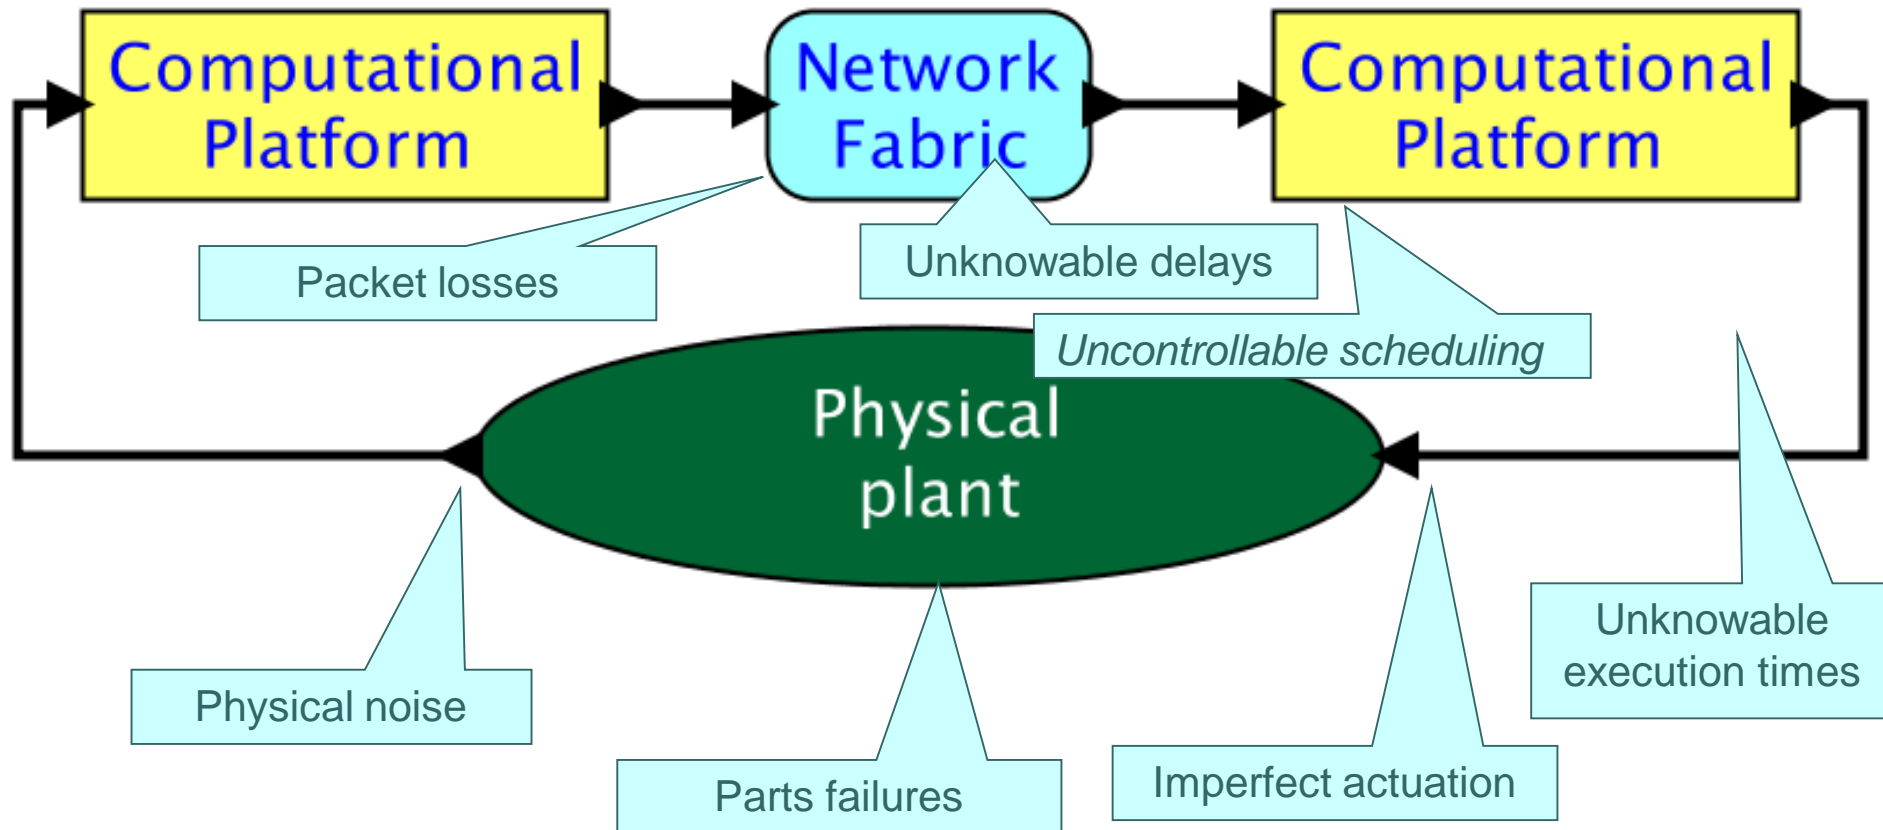 Computational
Platform
Network
Fabric
Computational
Platform
Packet losses
Unknowable delays
Uncontrollable scheduling
Physical
plant
Unknowable
execution times
Physical noise
Parts failures
Imperfect actuation